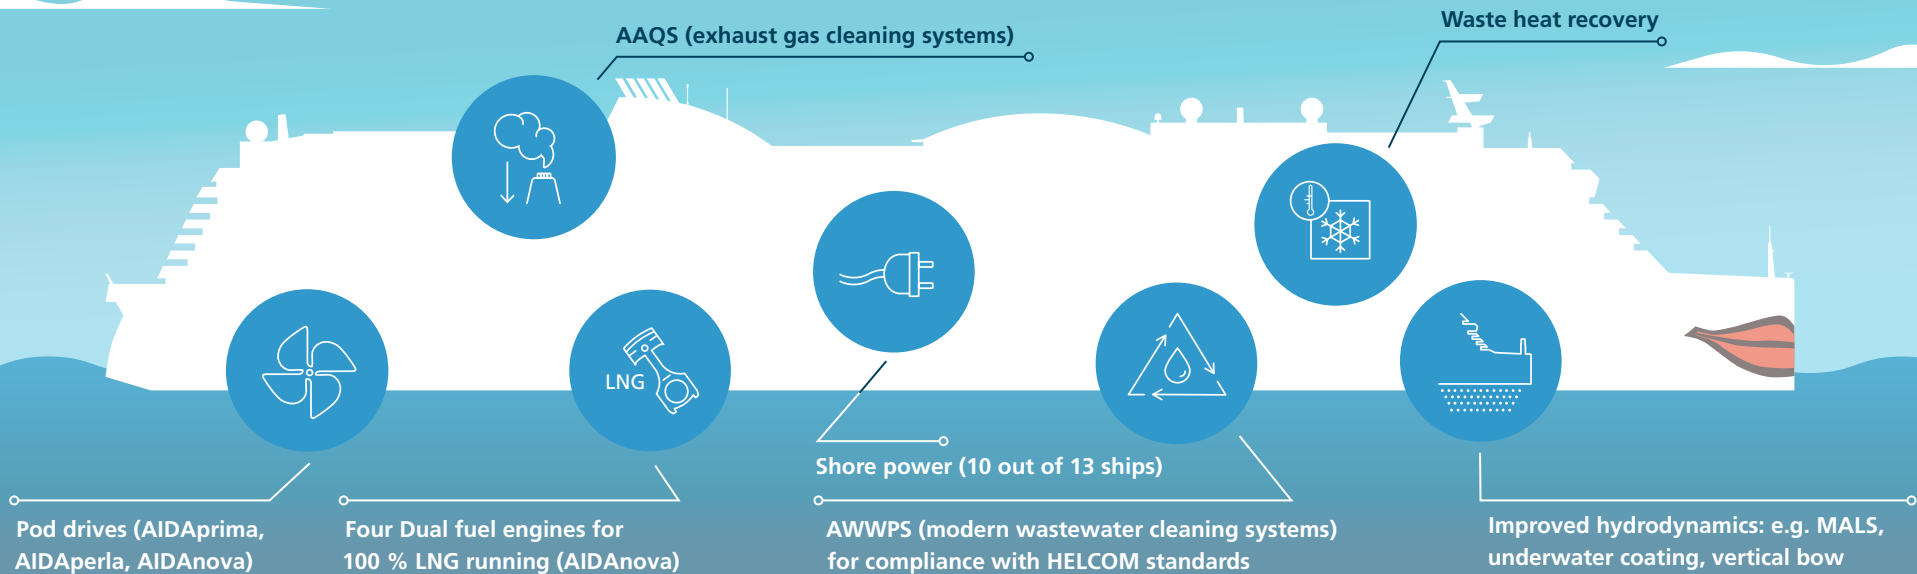 AAQS (exhaust gas cleaning systems)
Waste heat recovery
LNG
Shore power (10 out of 13 ships)
Pod drives (AIDAprima,
AIDAperla, AIDAnova)
Four Dual fuel engines for
100 % LNG running (AIDAnova)
AWWPS (modern wastewater cleaning systems)
for compliance with HELCOM standards
Improved hydrodynamics: e.g. MALS,
underwater coating, vertical bow